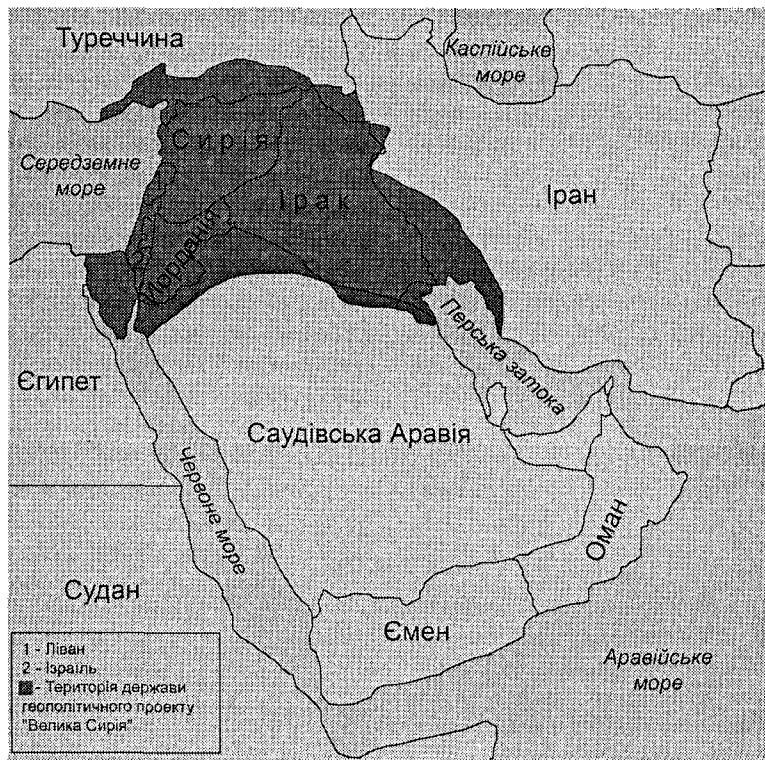 Туреччина
Каспійське
море
Сирія
Середземне
море
Ірак
Іран
Йорданія
Перська затока
Єгипет
Саудівська Аравія
Червоне море
Оман
Судан
Ємен
Аравійське
море
1 - Ліван
2 - Ізраїль
- Територія держави
геополітичного проекту
"Велика Сирія"